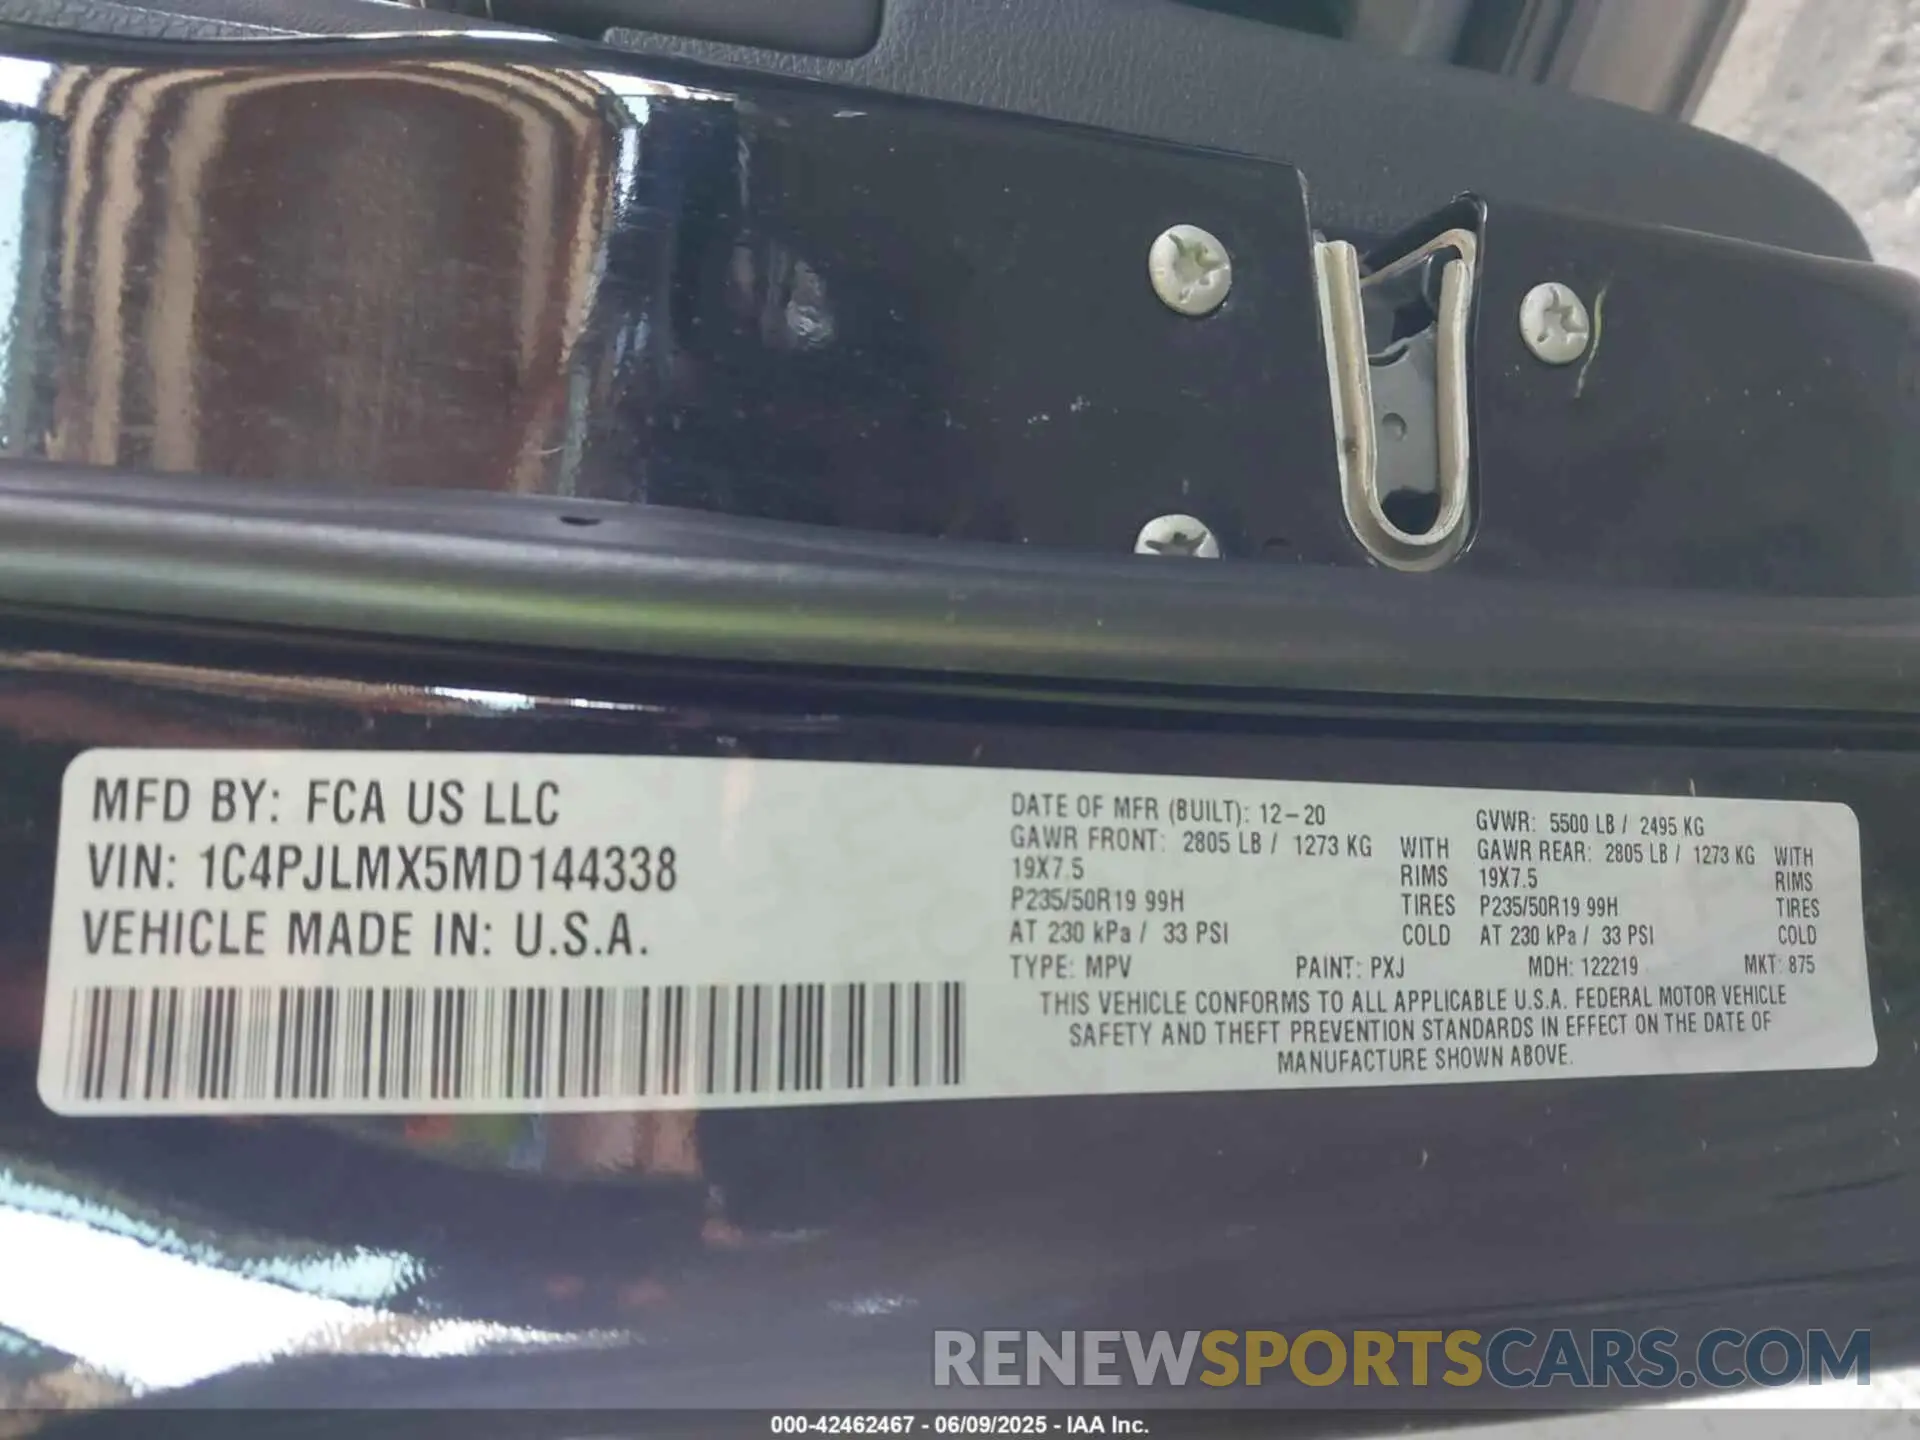 MFD BY: FCA US LLC
VIN: 1C4PJLMX5MD144338
VEHICLE MADE IN: U.S.A.
DATE OF MFR (BUILT): 12-20 GVWR: 5500 LB / 2495 KG
GAWR FRONT: 2805 LB / 1273 KG WITH GAWR REAR: 2805 LB / 1273 KG WITH
19X7.5 RIMS 19X7.5 RIMS
P235/50R19 99H TIRES P235/50R19 99H TIRES
AT 230 kPa / 33 PSI COLD AT 230 kPa / 33 PSI COLD
TYPE: MPV PAINT: PXJ MDH: 122219 MKT: 875
THIS VEHICLE CONFORMS TO ALL APPLICABLE U.S.A. FEDERAL MOTOR VEHICLE
SAFETY AND THEFT PREVENTION STANDARDS IN EFFECT ON THE DATE OF
MANUFACTURE SHOWN ABOVE.
RENEWSPORTSCARS.COM
000-42462467 - 06/09/2025 - IAA Inc.